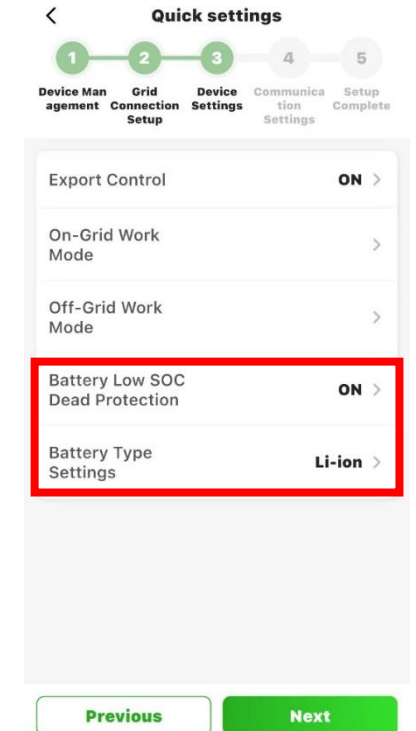 Quick settings
1 2 3 4 5
Device Man Grid Device Communica Setup
agement Connection Settings tion Complete
Setup Settings
Export Control ON
On-Grid Work
Mode
Off-Grid Work
Mode
Battery Low SOC
Dead Protection ON
Battery Type
Settings Li-ion
Previous Next